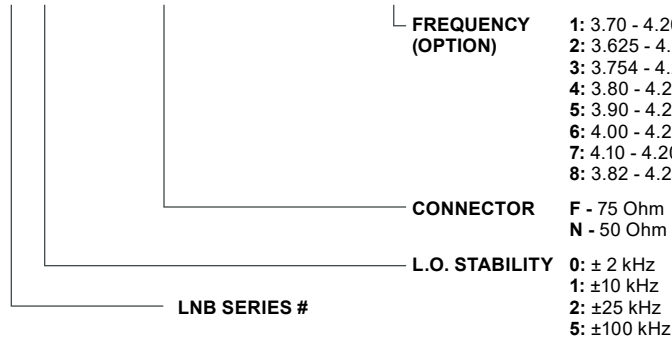 FREQUENCY 1: 3.70 - 4.20
(OPTION) 2: 3.625 - 4.
3: 3.754 - 4.
4: 3.80 - 4.2
5: 3.90 - 4.2
6: 4.00 - 4.2
7: 4.10 - 4.20
8: 3.82 - 4.2
CONNECTOR F - 75 Ohm
N - 50 Ohm
L.O. STABILITY 0: ± 2 kHz
1: ±10 kHz
LNB SERIES # 2: ±25 kHz
5: ±100 kHz